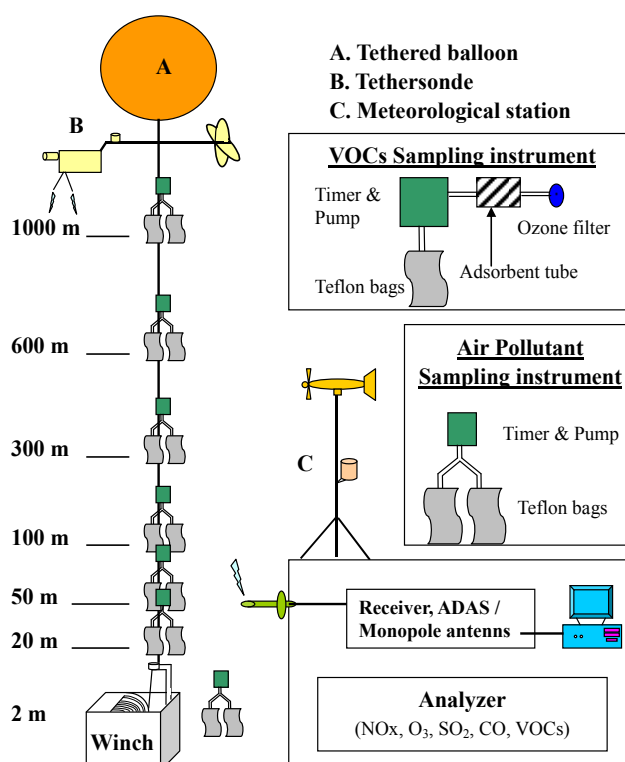 A
A. Tethered balloon
B. Tethersonde
C. Meteorological station
B
VOCs Sampling instrument
Timer &
Pump
Ozone filter
Adsorbent tube
Teflon bags
1000 m
600 m
300 m
100 m
50 m
20 m
2 m
Winch
Air Pollutant
Sampling instrument
Timer & Pump
Teflon bags
C
Receiver, ADAS /
Monopole antenns
Analyzer
(NOx, O₃, SO₂, CO, VOCs)